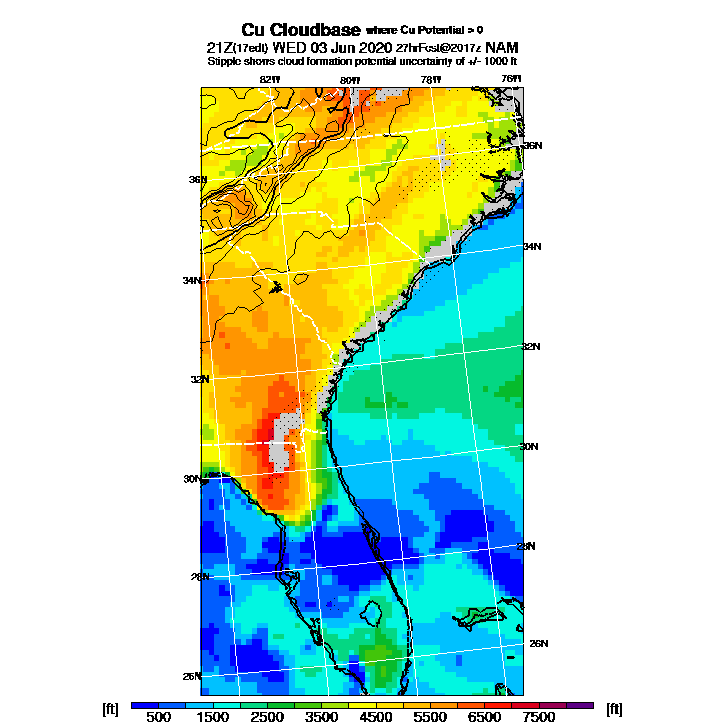 Cu Cloudbase where Cu Potential > 0
21Z(17edt) WED 03 Jun 2020 27hrFcst@2017z NAM
Stipple shows cloud formation potential uncertainty of +/- 1000 ft
82W 80W 78W 76W
36N
36N
34N
34N
32N
32N
30N
30N
28N
28N
26N
26N
[ft] 500 1500 2500 3500 4500 5500 6500 7500 [ft]